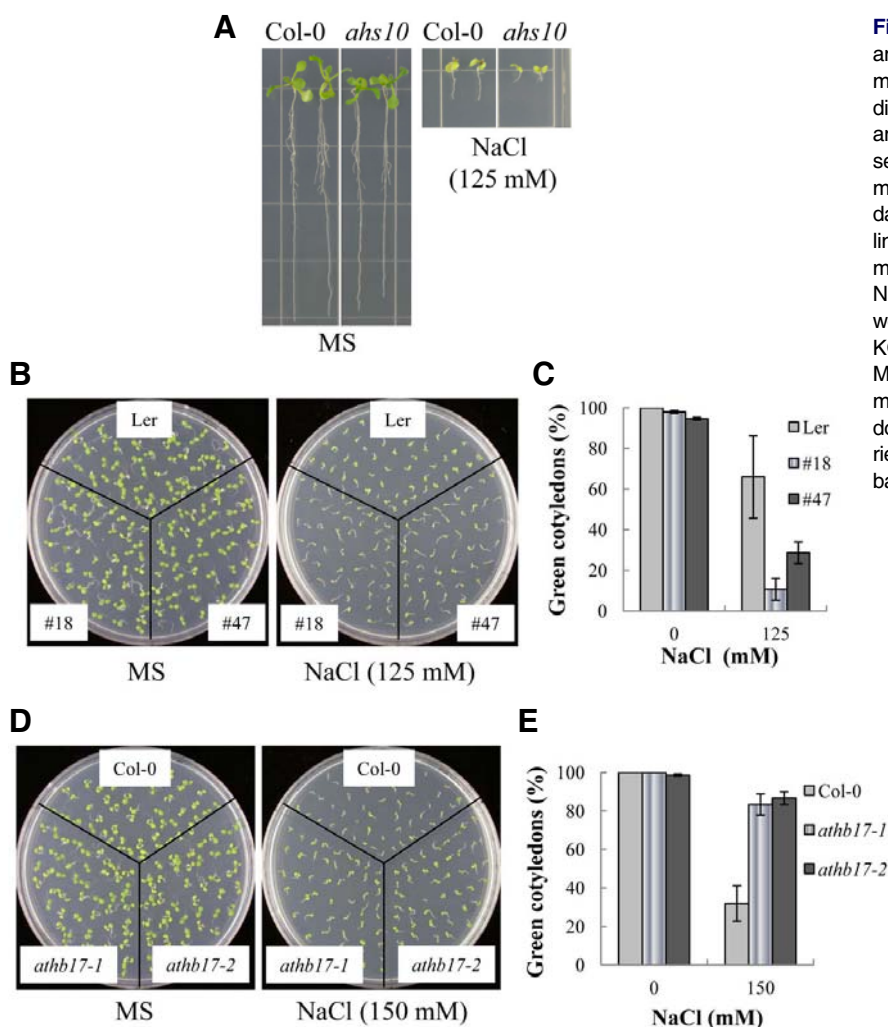 A
Col-0 ahs10 Col-0 ahs10
NaCl
(125 mM)
MS
B
Ler
#18
#47
MS
Ler
#18
#47
NaCl (125 mM)
C
Green cotyledons (%)
100
80
60
40
20
0
0
125
NaCl (mM)
Ler
#18
#47
D
Col-0
athb17-1
athb17-2
MS
Col-0
athb17-1
athb17-2
NaCl (150 mM)
E
Green cotyledons (%)
100
80
60
40
20
0
0
150
NaCl (mM)
Col-0
athb17-1
athb17-2